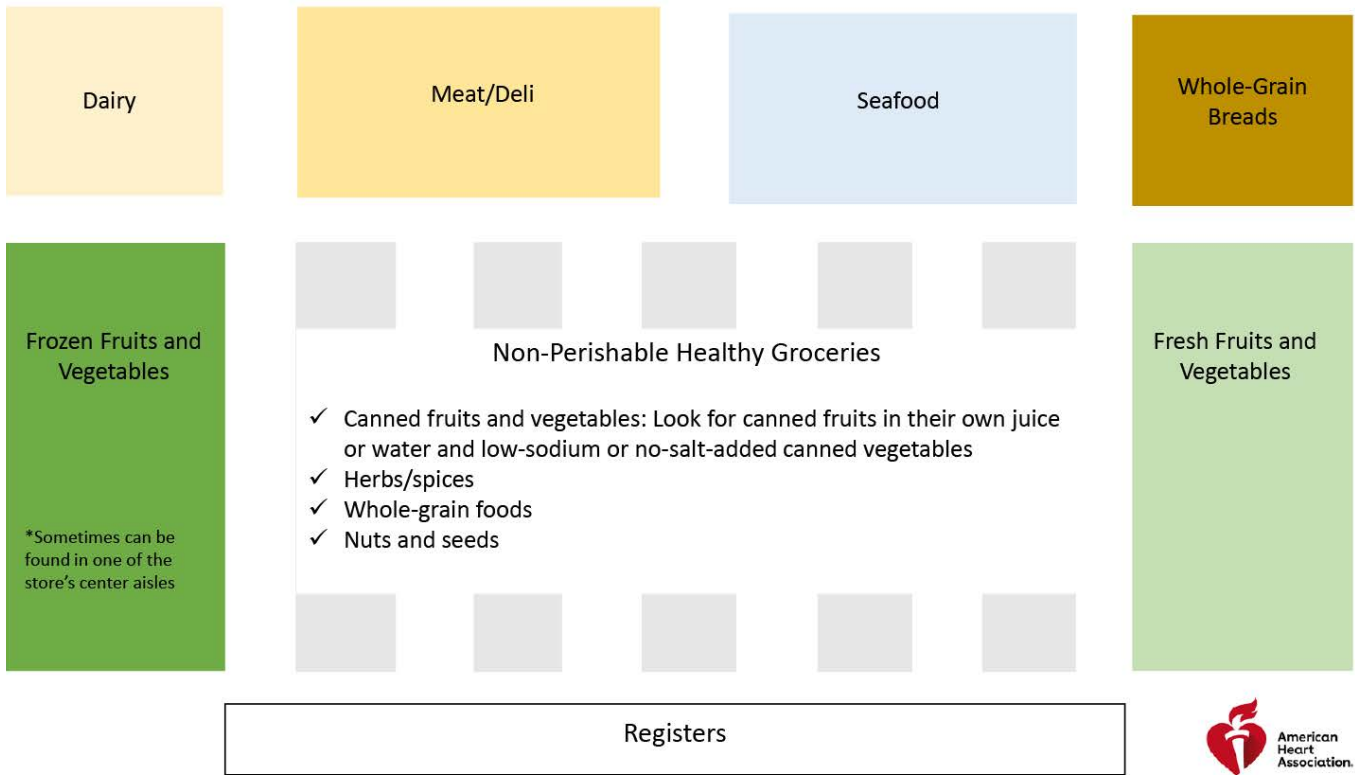 Dairy
Meat/Deli
Seafood
Whole-Grain
Breads
Frozen Fruits and
Vegetables
*Sometimes can be
found in one of the
store's center aisles
Non-Perishable Healthy Groceries
✓ Canned fruits and vegetables: Look for canned fruits in their own juice
or water and low-sodium or no-salt-added canned vegetables
✓ Herbs/spices
✓ Whole-grain foods
✓ Nuts and seeds
Fresh Fruits and
Vegetables
Registers
American
Heart
Association.